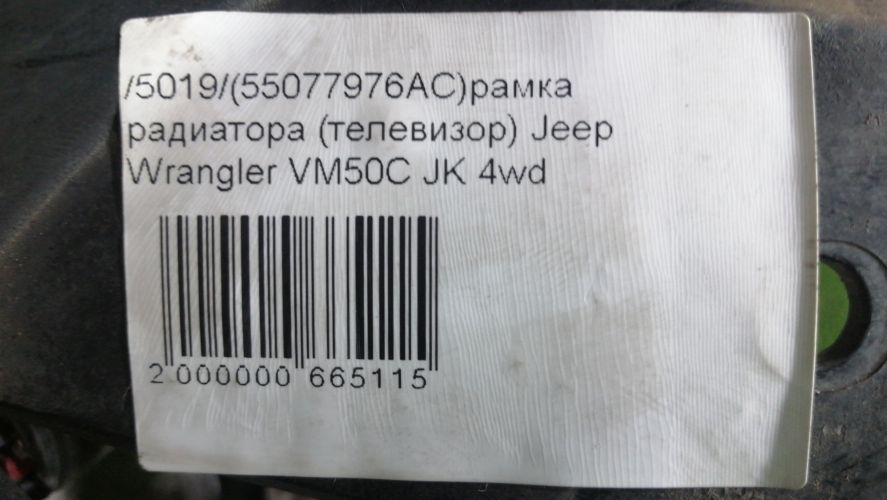 /5019/(55077976AC)рамка
радиатора (телевизор) Jeep
Wrangler VM50C JK 4wd
2 000000 665115